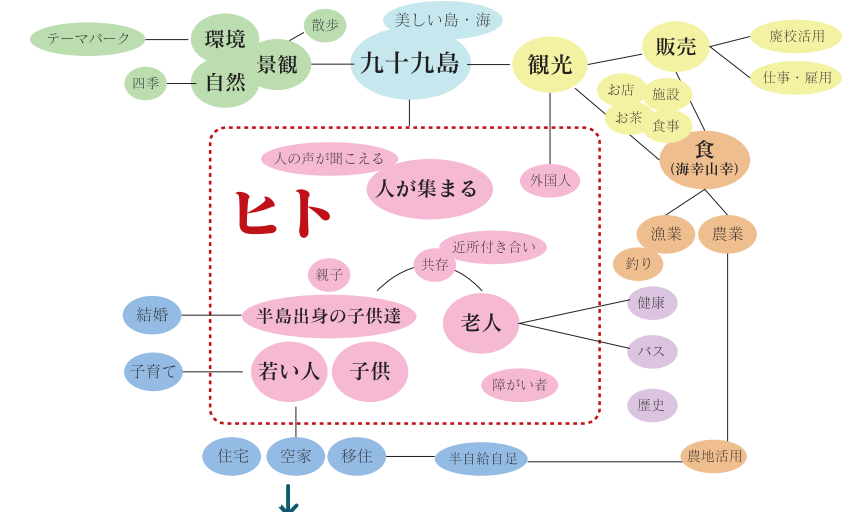 美しい島・海
散歩
テーマパーク
環境
景観
九十九島
観光
販売
廃校活用
四季
自然
仕事・雇用
お店
施設
お茶
食事
食
(海幸山幸)
人の声が聞こえる
人が集まる
外国人
ヒト
漁業
農業
近所付き合い
共存
釣り
親子
健康
結婚
半島出身の子供達
老人
バス
子育て
若い人
子供
障がい者
歴史
住宅
空家
移住
半自給自足
農地活用